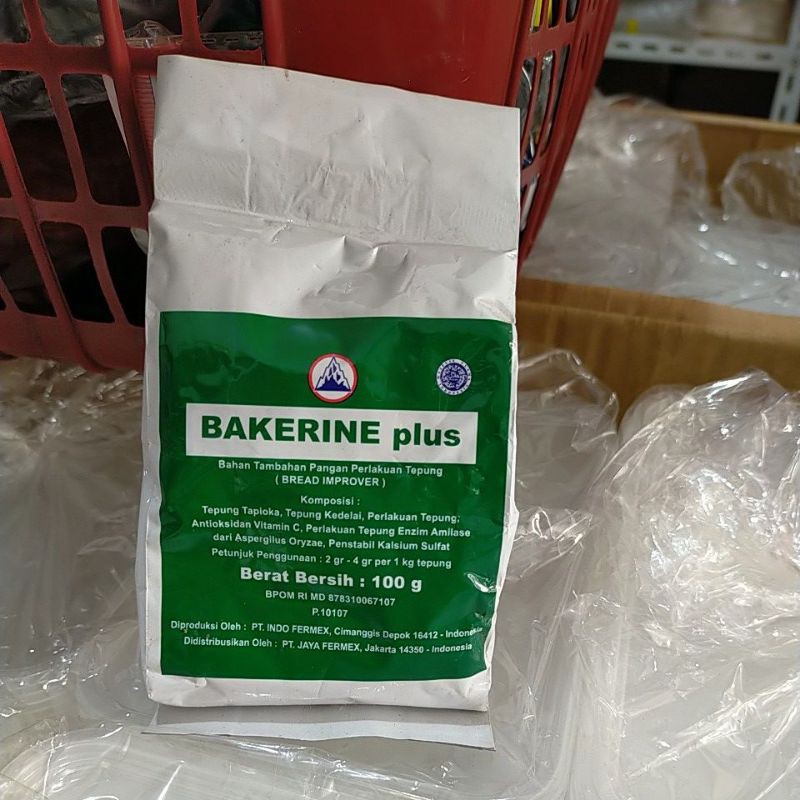 BAKERINE plus
Bahan Tambahan Pangan Perlakuan Tepung
( BREAD IMPROVER )
Komposisi :
Tepung Tapioka, Tepung Kedelai, Perlakuan Tepung;
Antioksidan Vitamin C, Perlakuan Tepung Enzim Amilase
dari Aspergilus Oryzae, Penstabil Kalsium Sulfat
Petunjuk Penggunaan : 2 gr - 4 gr per 1 kg tepung
Berat Bersih : 100 g
BPOM RI MD 878310067107
P.10107
Diproduksi Oleh : PT. INDO FERMEX, Cimanggis Depok 16412 - Indonesia
Didistribusikan Oleh : PT. JAYA FERMEX, Jakarta 14350 - Indonesia